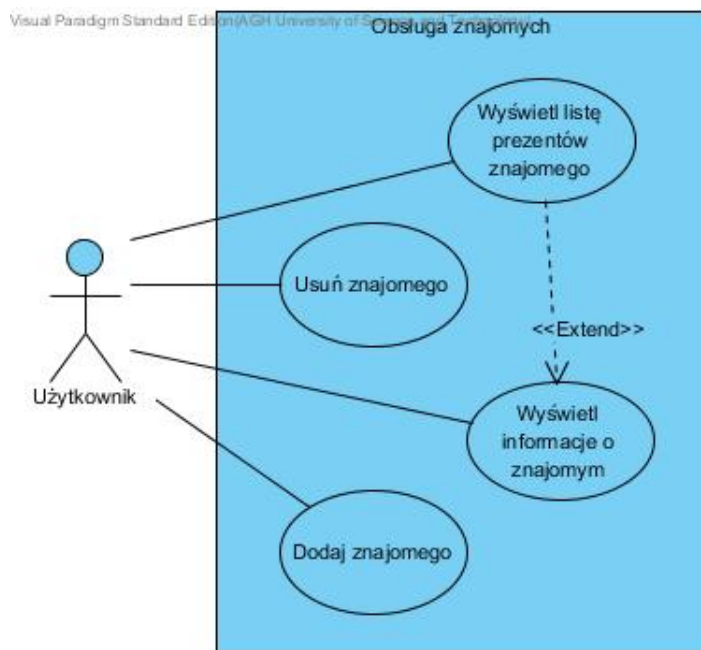 Visual Paradigm Standard Edition(AGH University of
Obsługa znajomych
Wyświetl listę
prezentów
znajomego
Usuń znajomego
<<Extend>>
Użytkownik
Wyświetl
informacje o
znajomym
Dodaj znajomego